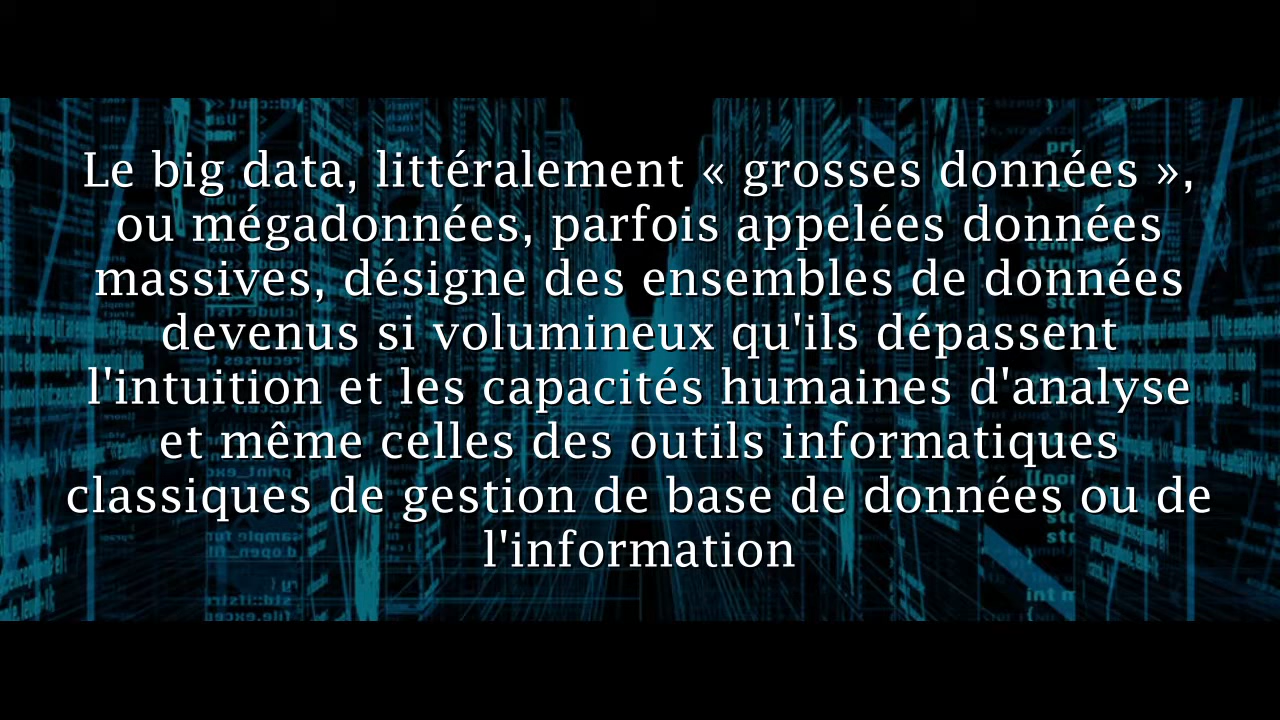 Le big data, littéralement « grosses données »,
ou mégadonnées, parfois appelées données
massives, désigne des ensembles de données
devenus si volumineux qu'ils dépassent
l'intuition et les capacités humaines d'analyse
et même celles des outils informatiques
classiques de gestion de base de données ou de
l'information